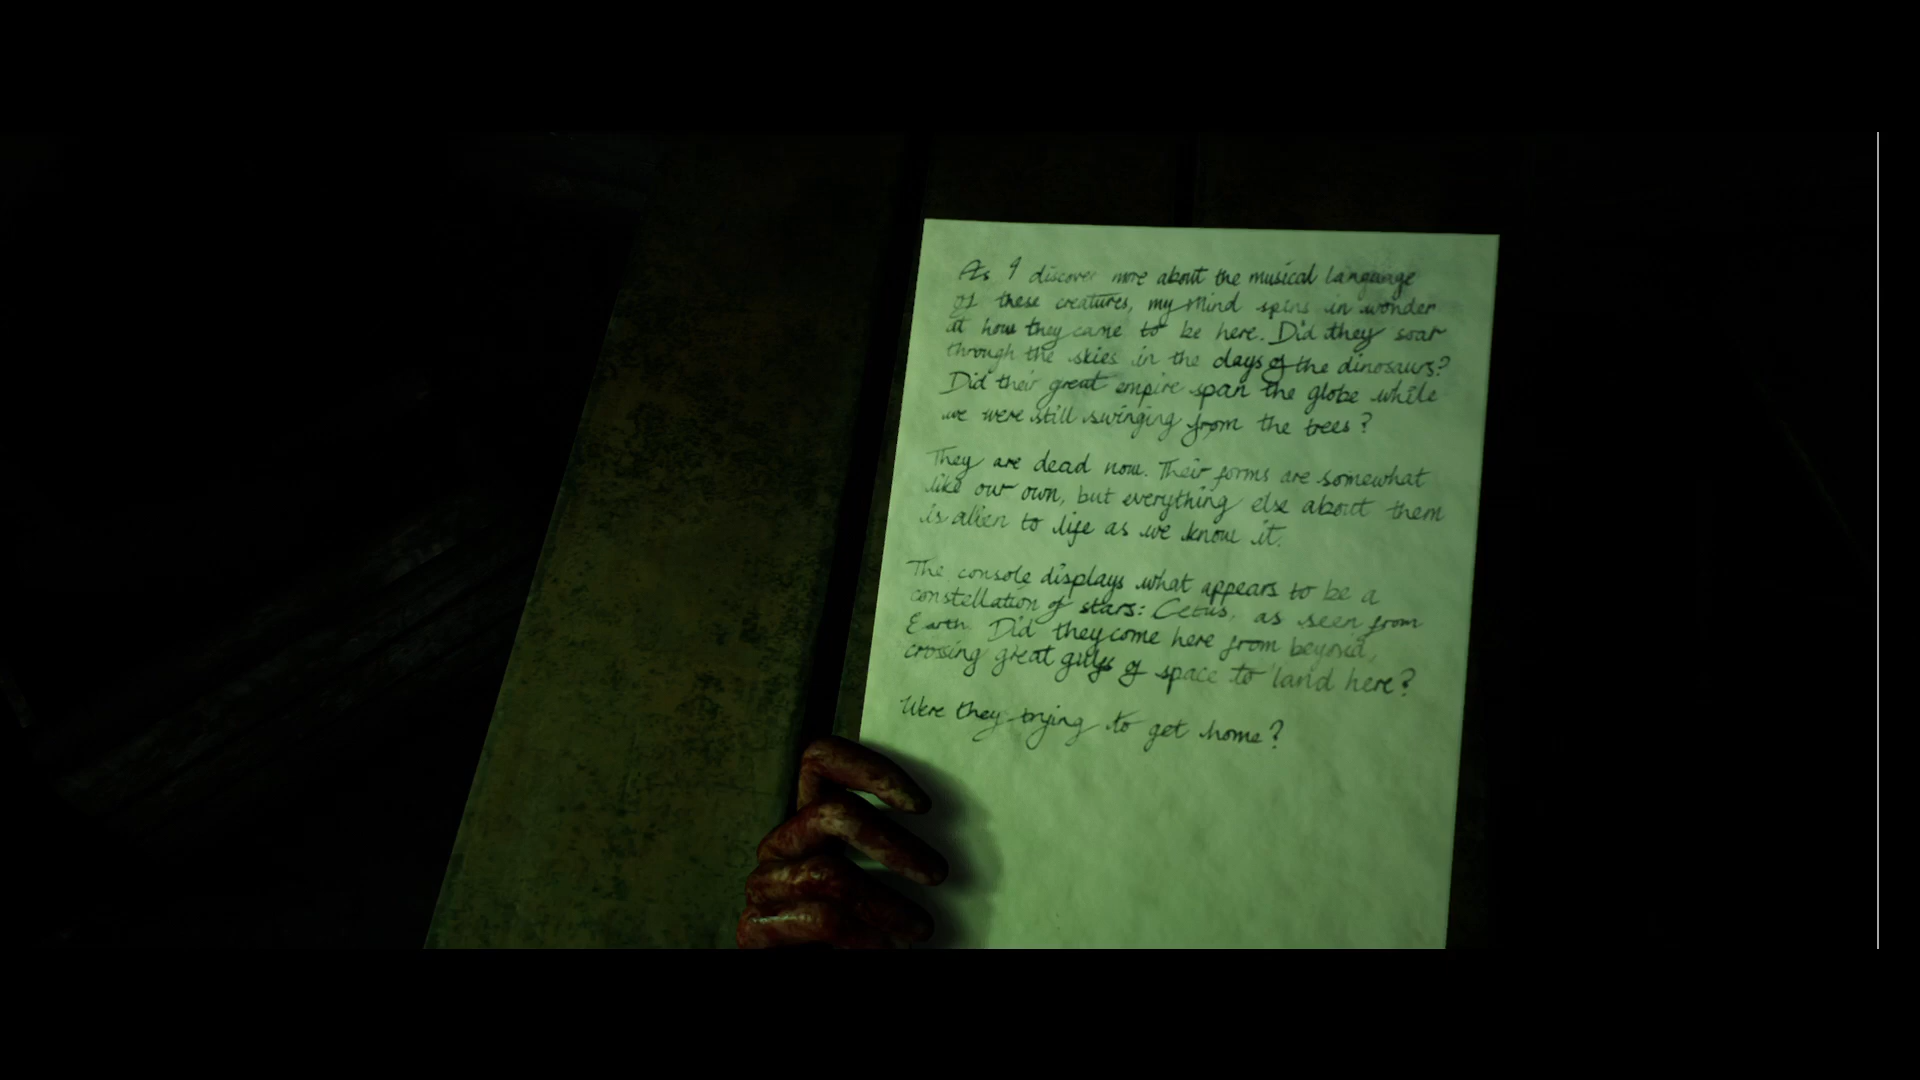 As I discover more about the musical language
of these creatures, my mind spins in wonder
at how they came to be here. Did they soar
through the skies in the days of the dinosaurs?
Did their great empire span the globe while
we were still swinging from the trees?
They are dead now. Their forms are somewhat
like our own, but everything else about them
is alien to life as we know it.
The console displays what appears to be a
constellation of stars: Cetus, as seen from
Earth. Did they come here from beyond,
crossing great gulfs of space to land here?
Were they trying to get home?